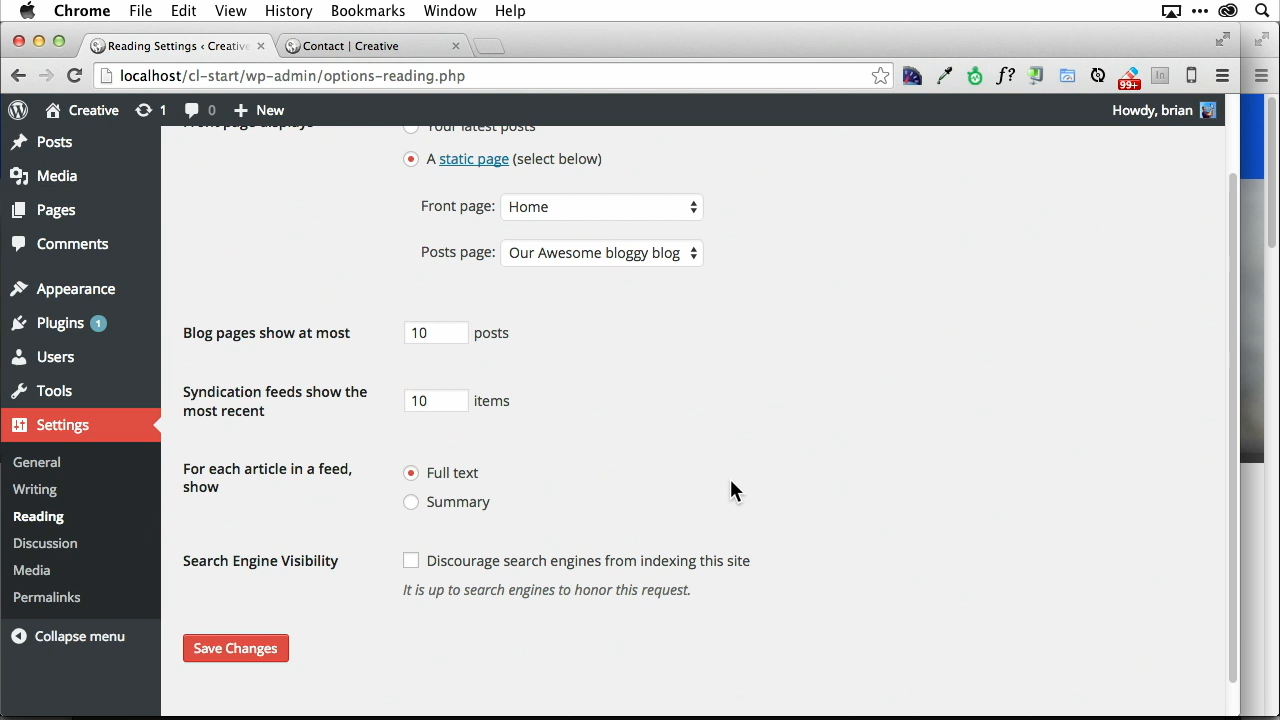 Chrome File Edit View History Bookmarks Window Help
Reading Settings ‹ Creative
Contact | Creative
localhost/cl-start/wp-admin/options-reading.php
f?
99+
In
Creative 1 0 + New
Howdy, brian
Posts
Media
Pages
Comments
Appearance
Plugins 1
Users
Tools
Settings
General
Writing
Reading
Discussion
Media
Permalinks
Collapse menu
Front page displays
Your latest posts
A static page (select below)
Front page: Home
Posts page: Our Awesome bloggy blog
Blog pages show at most 10 posts
Syndication feeds show the
most recent
10 items
For each article in a feed,
show
Full text
Summary
Search Engine Visibility
Discourage search engines from indexing this site
It is up to search engines to honor this request.
Save Changes